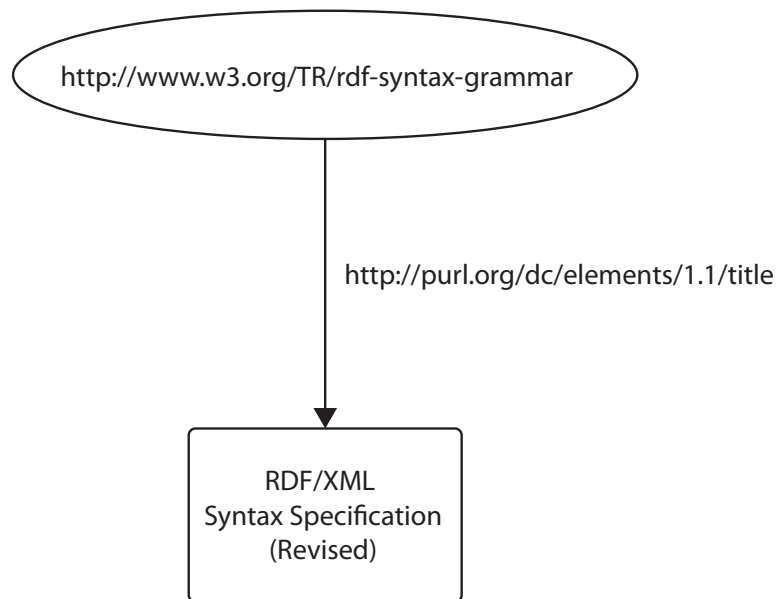 http://www.w3.org/TR/rdf-syntax-grammar
http://purl.org/dc/elements/1.1/title
RDF/XML
Syntax Specification
(Revised)